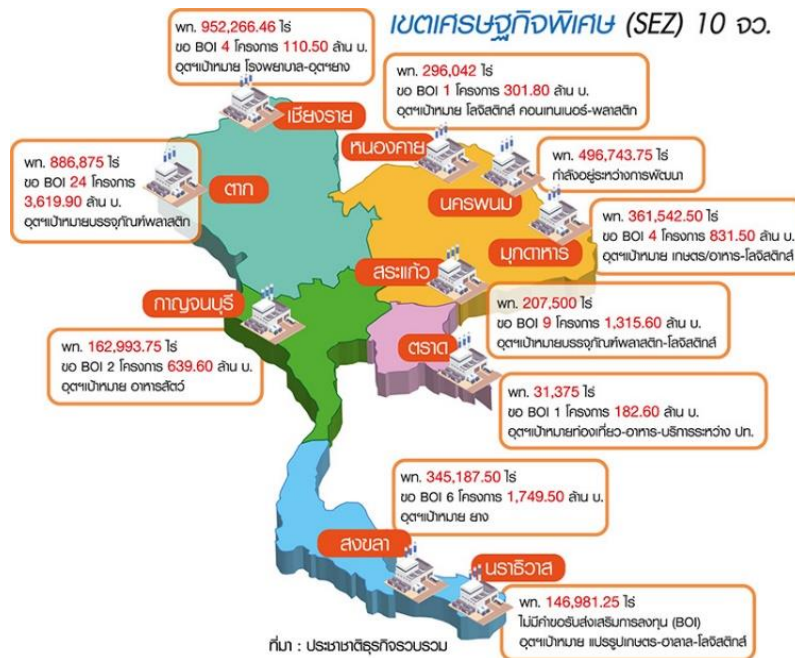 เขตเศรษฐกิจพิเศษ (SEZ) 10 จว.
พท. 952,266.46 ไร่
ขอ BOI 4 โครงการ 110.50 ล้าน บ.
อุตฯเป้าหมาย โรงพยาบาล-อุตฯยาง
เชียงราย
พท. 296,042 ไร่
ขอ BOI 1 โครงการ 301.80 ล้าน บ.
อุตฯเป้าหมาย โลจิสติกส์ คอนเทนเนอร์-พลาสติก
หนองคาย
พท. 886,875 ไร่
ขอ BOI 24 โครงการ
3,619.90 ล้าน บ.
อุตฯเป้าหมายบรรจุภัณฑ์พลาสติก
ตาก
พท. 496,743.75 ไร่
กำลังอยู่ระหว่างการพัฒนา
นครพนม
พท. 361,542.50 ไร่
ขอ BOI 4 โครงการ 831.50 ล้าน บ.
อุตฯเป้าหมาย เกษตร/อาหาร-โลจิสติกส์
มุกดาหาร
สระแก้ว
พท. 207,500 ไร่
ขอ BOI 9 โครงการ 1,315.60 ล้าน บ.
อุตฯเป้าหมายบรรจุภัณฑ์พลาสติก-โลจิสติกส์
กาญจนบุรี
พท. 162,993.75 ไร่
ขอ BOI 2 โครงการ 639.60 ล้าน บ.
อุตฯเป้าหมาย อาหารสัตว์
ตราด
พท. 31,375 ไร่
ขอ BOI 1 โครงการ 182.60 ล้าน บ.
อุตฯเป้าหมายท่องเที่ยว-อาหาร-บริการระหว่าง ปท.
พท. 345,187.50 ไร่
ขอ BOI 6 โครงการ 1,749.50 ล้าน บ.
อุตฯเป้าหมาย ยาง
สงขลา
นราธิวาส
พท. 146,981.25 ไร่
ไม่มีคำขอรับส่งเสริมการลงทุน (BOI)
อุตฯเป้าหมาย แปรรูปเกษตร-ฮาลาล-โลจิสติกส์
ที่มา : ประชาชาติธุรกิจรวบรวม